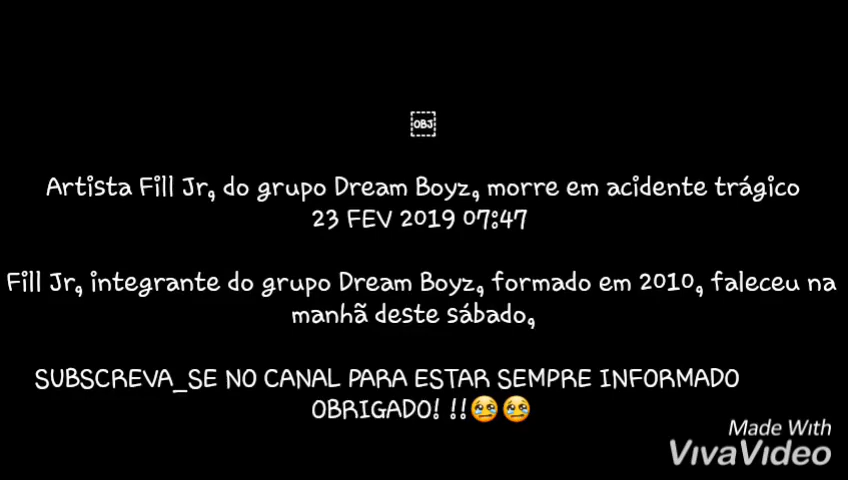 OBJ
Artista Fill Jr, do grupo Dream Boyz, morre em acidente trágico
23 FEV 2019 07:47
Fill Jr, integrante do grupo Dream Boyz, formado em 2010, faleceu na
manhã deste sábado,
SUBSCREVA_SE NO CANAL PARA ESTAR SEMPRE INFORMADO
OBRIGADO! !!😢😢
Made With
VivaVideo